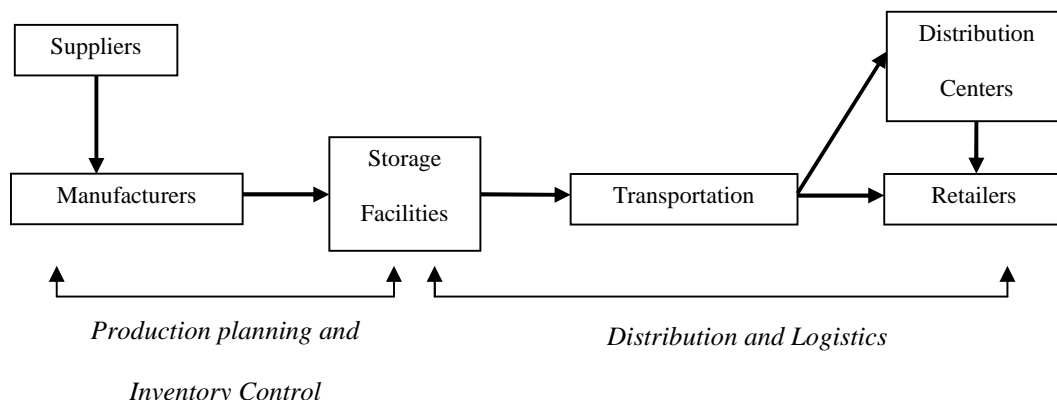 Suppliers
Distribution
Centers
Manufacturers
Storage
Facilities
Transportation
Retailers
Production planning and
Inventory Control
Distribution and Logistics